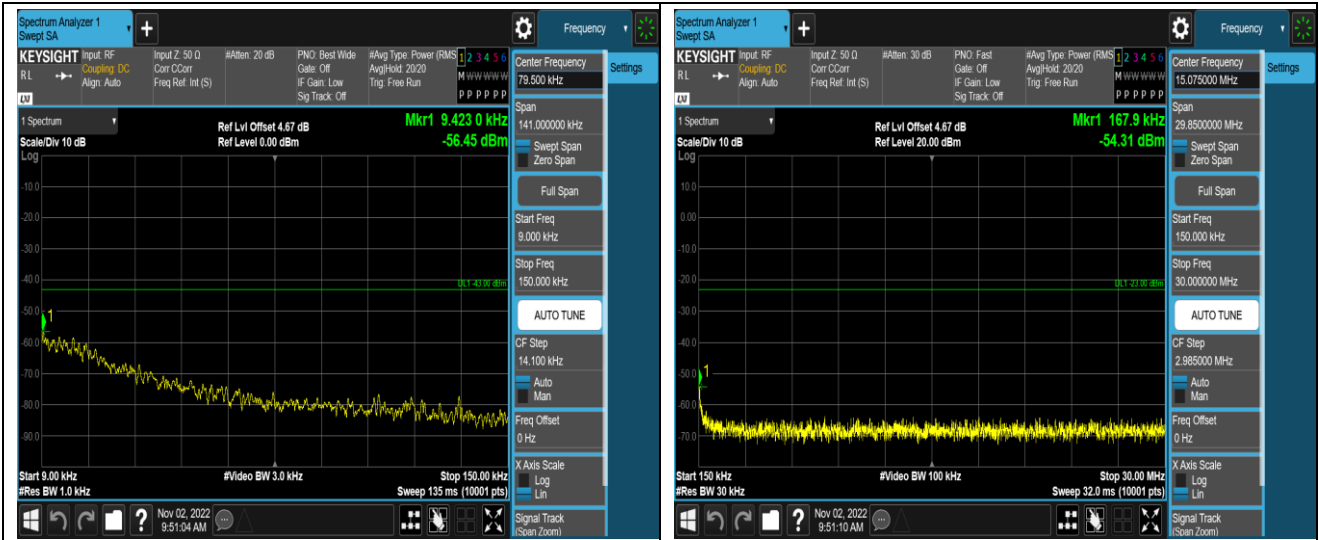 Spectrum Analyzer 1
Swept SA
+
Frequency
KEYSIGHT
RL
LXI
Input: RF
Coupling: DC
Align: Auto
Input Z: 50 Ω
Corr CCorr
Freq Ref: Int (S)
#Atten: 20 dB
PNO: Best Wide
Gate: Off
IF Gain: Low
Sig Track: Off
#Avg Type: Power (RMS
Avg|Hold: 20/20
Trig: Free Run
1 2 3 4 5 6
M W W W W W
P P P P P P
Center Frequency
79.500 kHz
Settings
Span
141.000000 kHz
Swept Span
Zero Span
Full Span
Start Freq
9.000 kHz
Stop Freq
150.000 kHz
AUTO TUNE
CF Step
14.100 kHz
Auto
Man
Freq Offset
0 Hz
X Axis Scale
Log
Lin
Signal Track
(Span Zoom)
1 Spectrum
Scale/Div 10 dB
Log
Ref Lvl Offset 4.67 dB
Ref Level 0.00 dBm
Mkr1 9.423 0 kHz
-56.45 dBm
-10.0
-20.0
-30.0
-40.0
DL1 -43.00 dBm
-50.0
1
-60.0
-70.0
-80.0
-90.0
Start 9.00 kHz
#Res BW 1.0 kHz
#Video BW 3.0 kHz
Stop 150.00 kHz
Sweep 135 ms (10001 pts)
?
Nov 02, 2022
9:51:04 AM
Spectrum Analyzer 1
Swept SA
+
Frequency
KEYSIGHT
RL
LXI
Input: RF
Coupling: DC
Align: Auto
Input Z: 50 Ω
Corr CCorr
Freq Ref: Int (S)
#Atten: 30 dB
PNO: Fast
Gate: Off
IF Gain: Low
Sig Track: Off
#Avg Type: Power (RMS
Avg|Hold: 20/20
Trig: Free Run
1 2 3 4 5 6
M W W W W W
P P P P P P
Center Frequency
15.075000 MHz
Settings
Span
29.8500000 MHz
Swept Span
Zero Span
Full Span
Start Freq
150.000 kHz
Stop Freq
30.000000 MHz
AUTO TUNE
CF Step
2.985000 MHz
Auto
Man
Freq Offset
0 Hz
X Axis Scale
Log
Lin
Signal Track
(Span Zoom)
1 Spectrum
Scale/Div 10 dB
Log
Ref Lvl Offset 4.67 dB
Ref Level 20.00 dBm
Mkr1 167.9 kHz
-54.31 dBm
10.0
0.00
-10.0
-20.0
DL1 -23.00 dBm
-30.0
-40.0
-50.0
1
-60.0
-70.0
Start 150 kHz
#Res BW 30 kHz
#Video BW 100 kHz
Stop 30.00 MHz
Sweep 32.0 ms (10001 pts)
?
Nov 02, 2022
9:51:10 AM